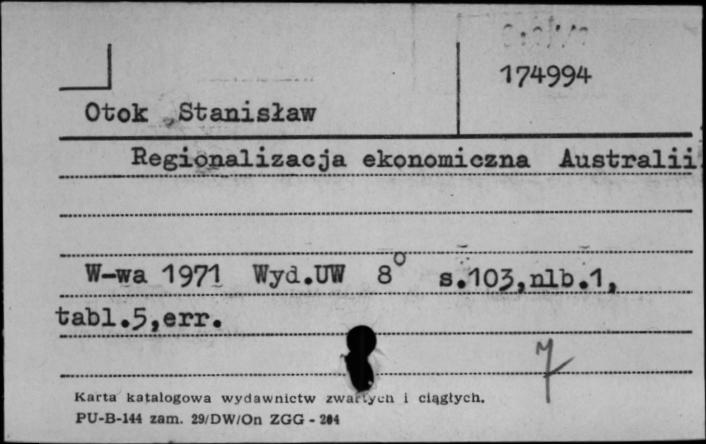 174994
Otok Stanisław
Regionalizacja ekonomiczna Australii
W-wa 1971 Wyd.UW 8° s.103,nlb.1,
tabl.5,err.
Karta katalogowa wydawnictw zwartych i ciągłych.
PU-B-144 zam. 29/DW/On ZGG - 204